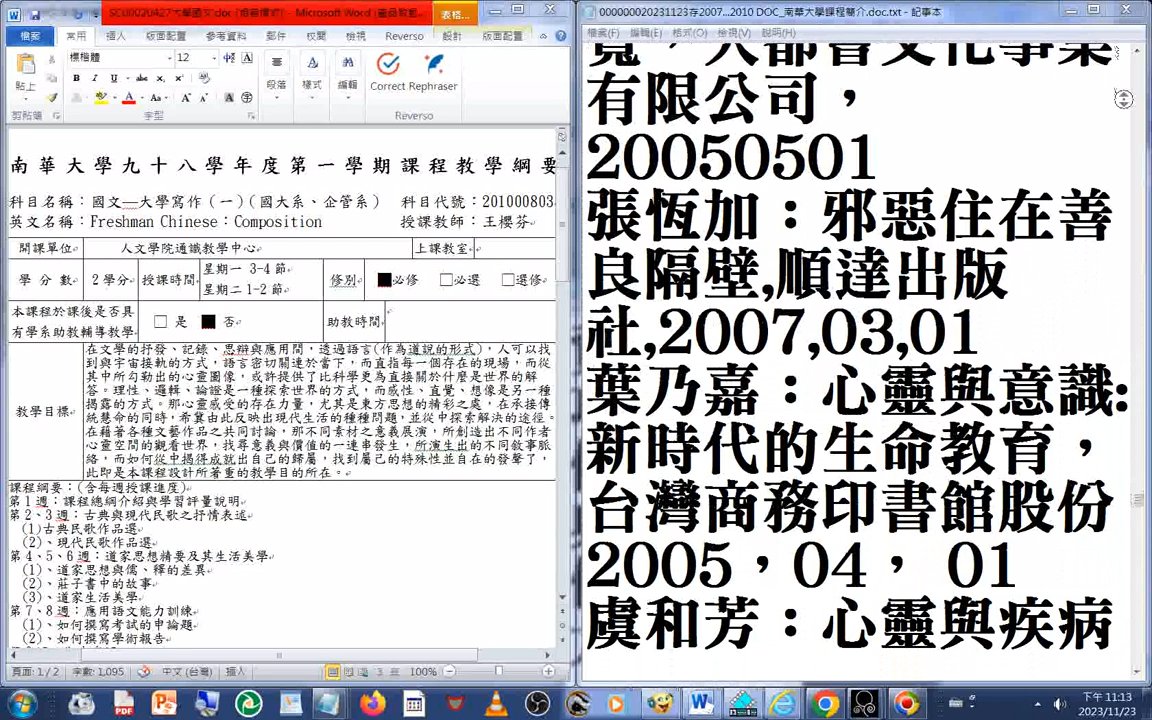 SC00020427大學國文.doc [相容模式] - Microsoft Word (產品啟動...
表格...
檔案 常用 插入 版面配置 參考資料 郵件 校閱 檢視 Reverso 設計 版面配置
貼上
標楷體 12
段落 樣式 編輯 Correct Rephraser
剪貼簿 字型 Reverso
南華大學九十八學年度第一學期課程教學綱要
科目名稱：國文—大學寫作(一)(國大系、企管系) 科目代號：201000803
英文名稱：Freshman Chinese：Composition 授課教師：王櫻芬
開課單位 人文學院通識教學中心 上課教室
學分數 2學分 授課時間 星期一 3-4節 星期二1-2節 修別 ■必修 □必選 □選修
本課程於課後是否具有學系助教輔導教學 □是 ■否 助教時間
教學目標
在文學的抒發、記錄、思辯與應用間，透過語言(作為道說的形式)，人可以找
到與宇宙接軌的方式，語言密切關連於當下，而直指每一個存在的現場，而從
其中所勾勒出的心靈圖像，或許提供了比科學更為直接關於什麼是世界的解
答。理性、邏輯、論證是一種探索世界的方式，而感性、直覺、想像是另一種
揭露的方式。那心靈感受的存在力量，尤其是東方思想的精彩之處，在承接傳
統慧命的同時，希冀由此反映出現代生活的種種問題，並從中探索解決的途徑。
在藉著各種文藝作品之共同討論，那不同素材之意義展演，所創造出不同作者
心靈空間的觀看世界，找尋意義與價值的一連串發生，所演生出的不同敘事脈
絡，而如何從中揭得成就出自己的歸屬，找到屬己的特殊性並自在的發聲了，
此即是本課程設計所著重的教學目的所在。
課程綱要：(含每週授課進度)
第1週：課程總綱介紹與學習評量說明
第2、3週：古典與現代民歌之抒情表述
(1)古典民歌作品選
(2)、現代民歌作品選
第4、5、6週：道家思想精要及其生活美學
(1)、道家思想與儒、釋的差異
(2)、莊子書中的故事
(3)、道家生活美學
第7、8週：應用語文能力訓練
(1)、如何撰寫考試的申論題
(2)、如何撰寫學術報告
頁面: 1/2 字數: 1,095 中文(台灣) 插入 100%
000000020231123存2007...2010 DOC_南華大學課程簡介.doc.txt - 記事本
檔案(F) 編輯(E) 格式(O) 檢視(V) 說明(H)
寬，大都會文化事業
有限公司，
20050501
張恆加：邪惡住在善
良隔壁,順達出版
社,2007,03,01
葉乃嘉：心靈與意識:
新時代的生命教育，
台灣商務印書館股份
2005，04， 01
虞和芳：心靈與疾病
下午 11:13
2023/11/23